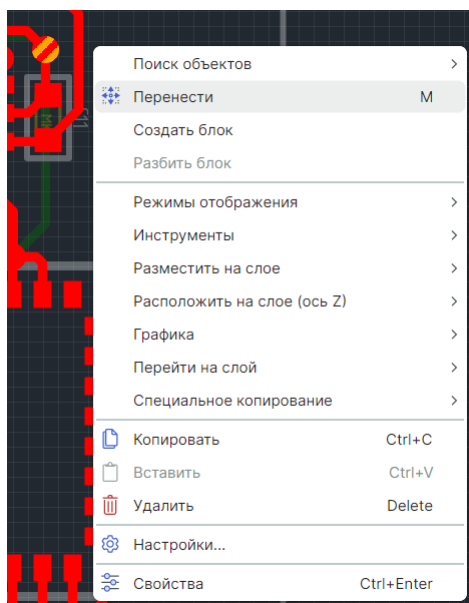 Поиск объектов
Перенести M
Создать блок
Разбить блок
Режимы отображения
Инструменты
Разместить на слое
Расположить на слое (ось Z)
Графика
Перейти на слой
Специальное копирование
Копировать Ctrl+C
Вставить Ctrl+V
Удалить Delete
Настройки...
Свойства Ctrl+Enter